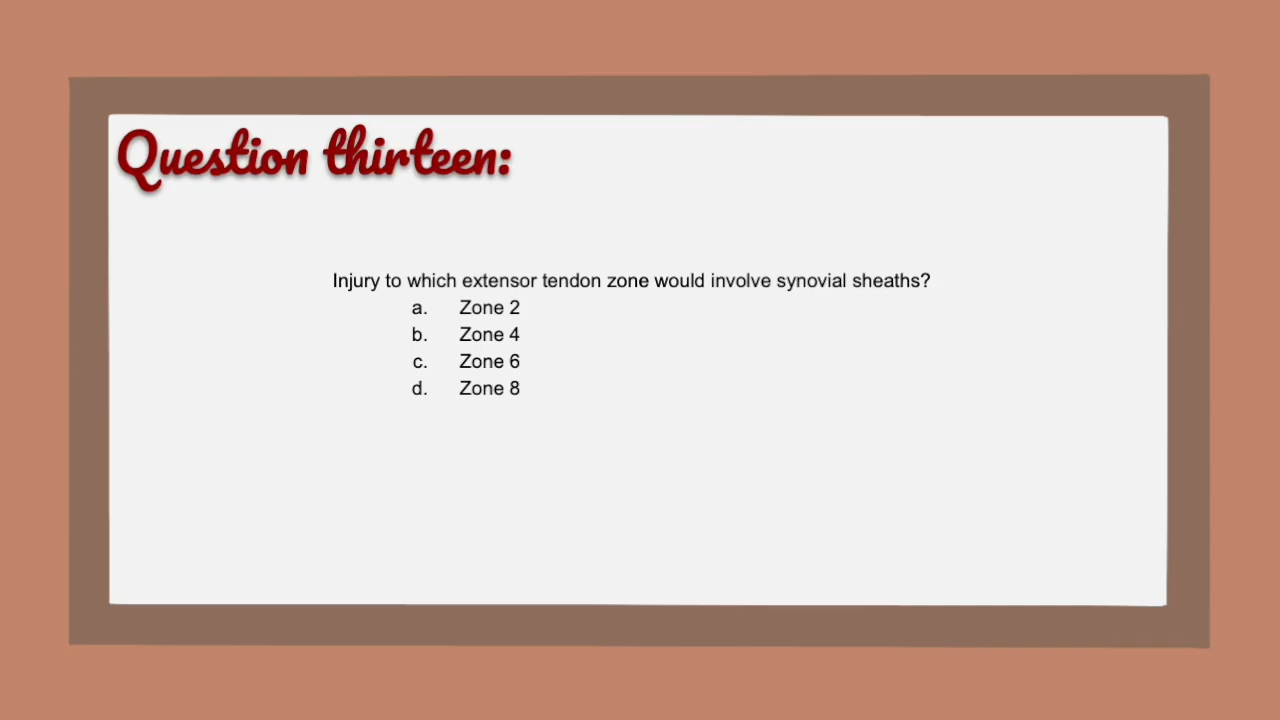 Question thirteen:
Injury to which extensor tendon zone would involve synovial sheaths?
a. Zone 2
b. Zone 4
c. Zone 6
d. Zone 8